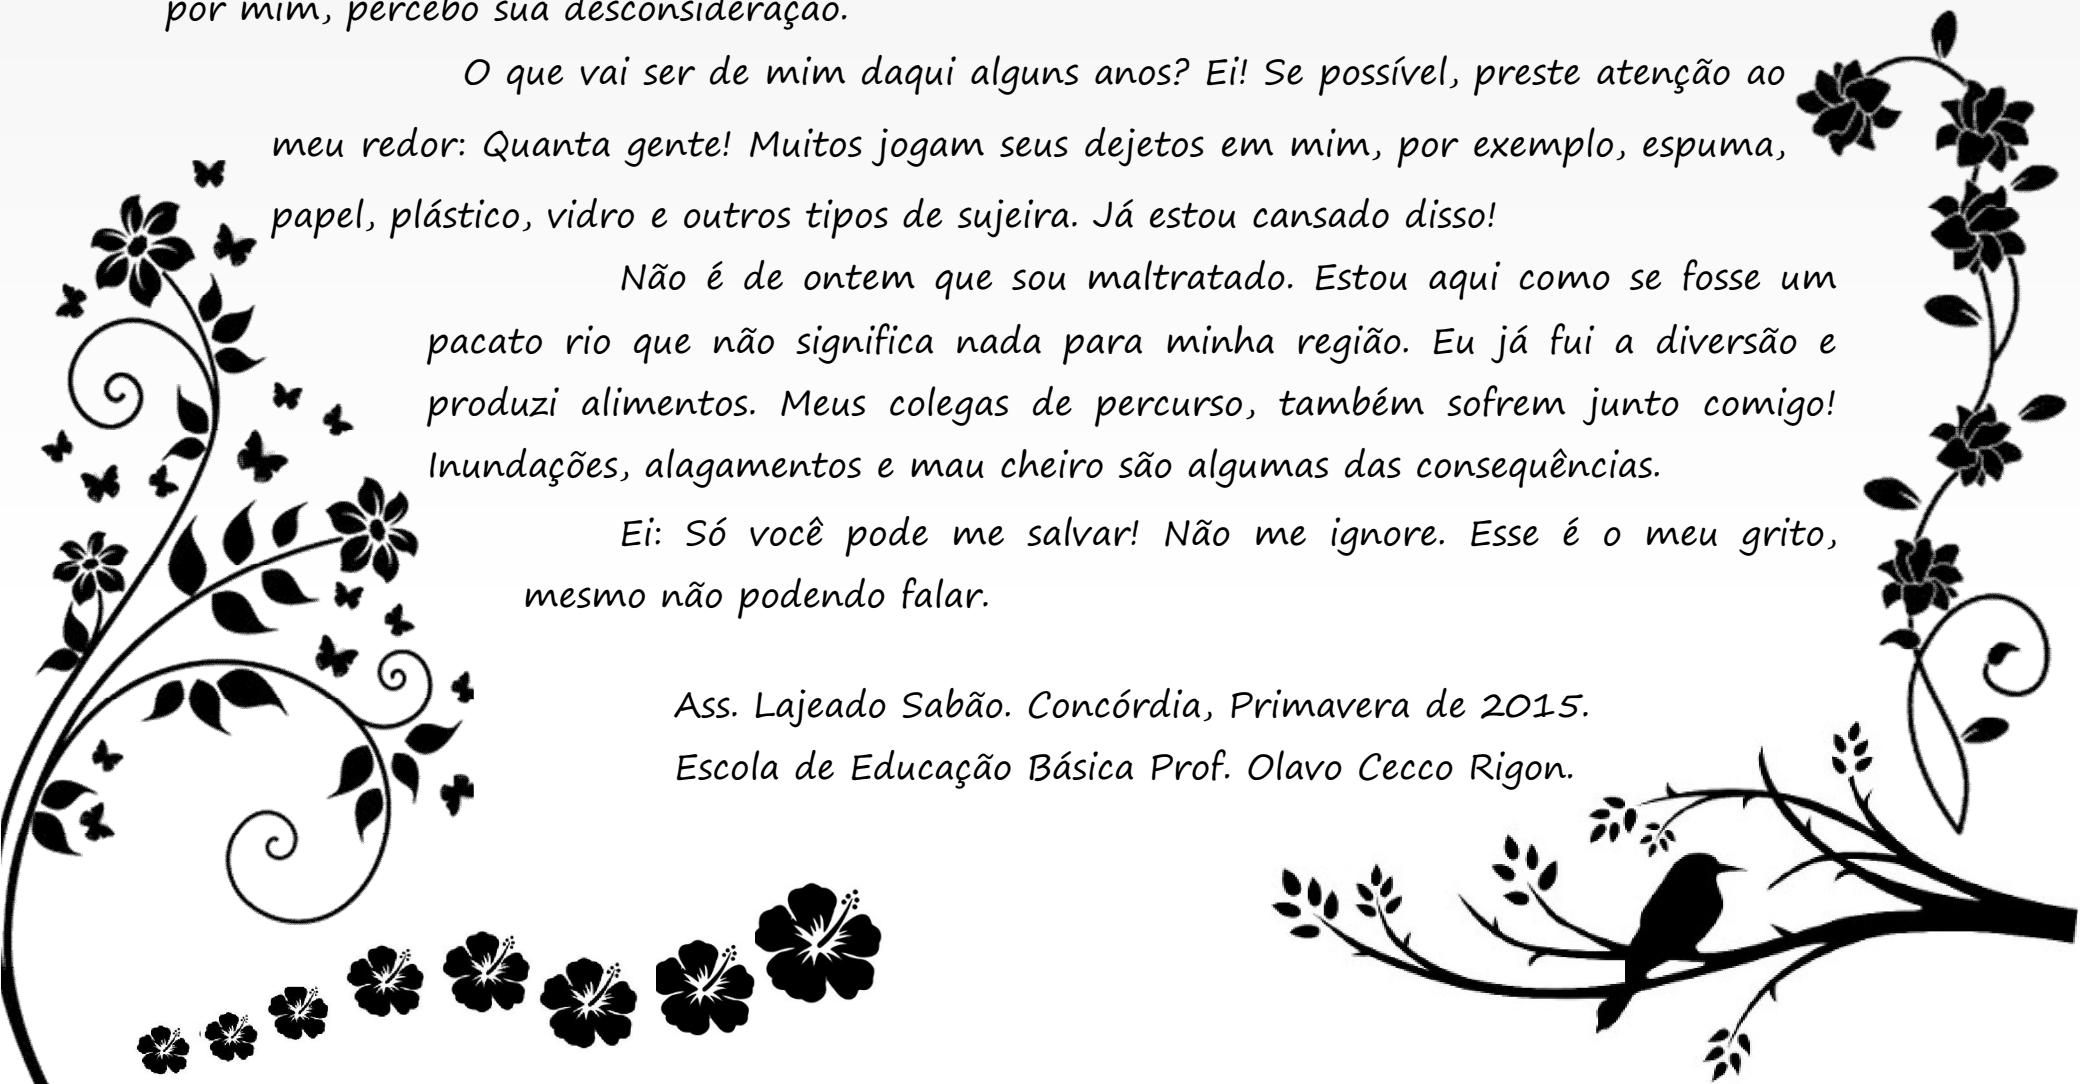 por mim, percebo sua desconsideração.
O que vai ser de mim daqui alguns anos? Ei! Se possível, preste atenção ao
meu redor: Quanta gente! Muitos jogam seus dejetos em mim, por exemplo, espuma,
papel, plástico, vidro e outros tipos de sujeira. Já estou cansado disso!
Não é de ontem que sou maltratado. Estou aqui como se fosse um
pacato rio que não significa nada para minha região. Eu já fui a diversão e
produzi alimentos. Meus colegas de percurso, também sofrem junto comigo!
Inundações, alagamentos e mau cheiro são algumas das consequências.
Ei: Só você pode me salvar! Não me ignore. Esse é o meu grito,
mesmo não podendo falar.
Ass. Lajeado Sabão. Concórdia, Primavera de 2015.
Escola de Educação Básica Prof. Olavo Cecco Rigon.